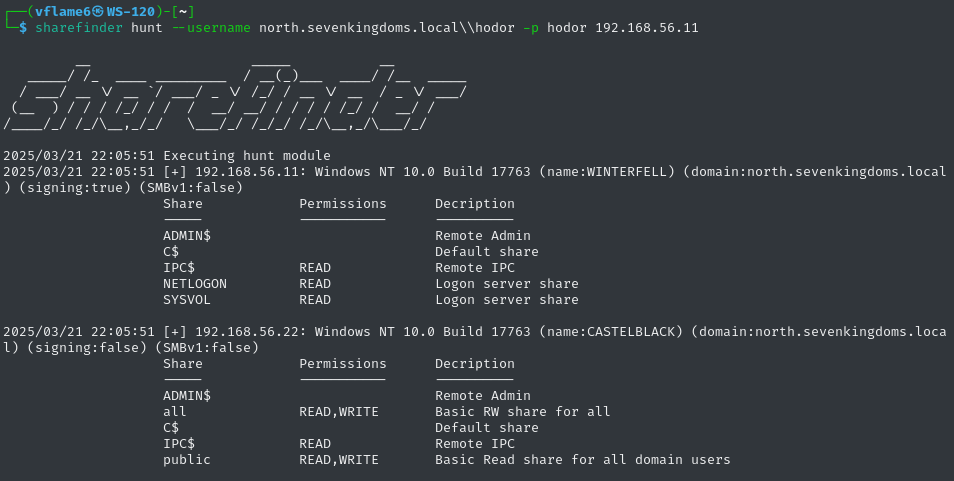 ┌──(vflame6㉿WS-120)-[~]
└─$ sharefinder hunt --username north.sevenkingdoms.local\\hodor -p hodor 192.168.56.11
sharefinder
2025/03/21 22:05:51 Executing hunt module
2025/03/21 22:05:51 [+] 192.168.56.11: Windows NT 10.0 Build 17763 (name:WINTERFELL) (domain:north.sevenkingdoms.local
) (signing:true) (SMBv1:false)
Share Permissions Decription
----- ----------- ----------
ADMIN$ Remote Admin
C$ Default share
IPC$ READ Remote IPC
NETLOGON READ Logon server share
SYSVOL READ Logon server share
2025/03/21 22:05:51 [+] 192.168.56.22: Windows NT 10.0 Build 17763 (name:CASTELBLACK) (domain:north.sevenkingdoms.loca
l) (signing:false) (SMBv1:false)
Share Permissions Decription
----- ----------- ----------
ADMIN$ Remote Admin
all READ,WRITE Basic RW share for all
C$ Default share
IPC$ READ Remote IPC
public READ,WRITE Basic Read share for all domain users